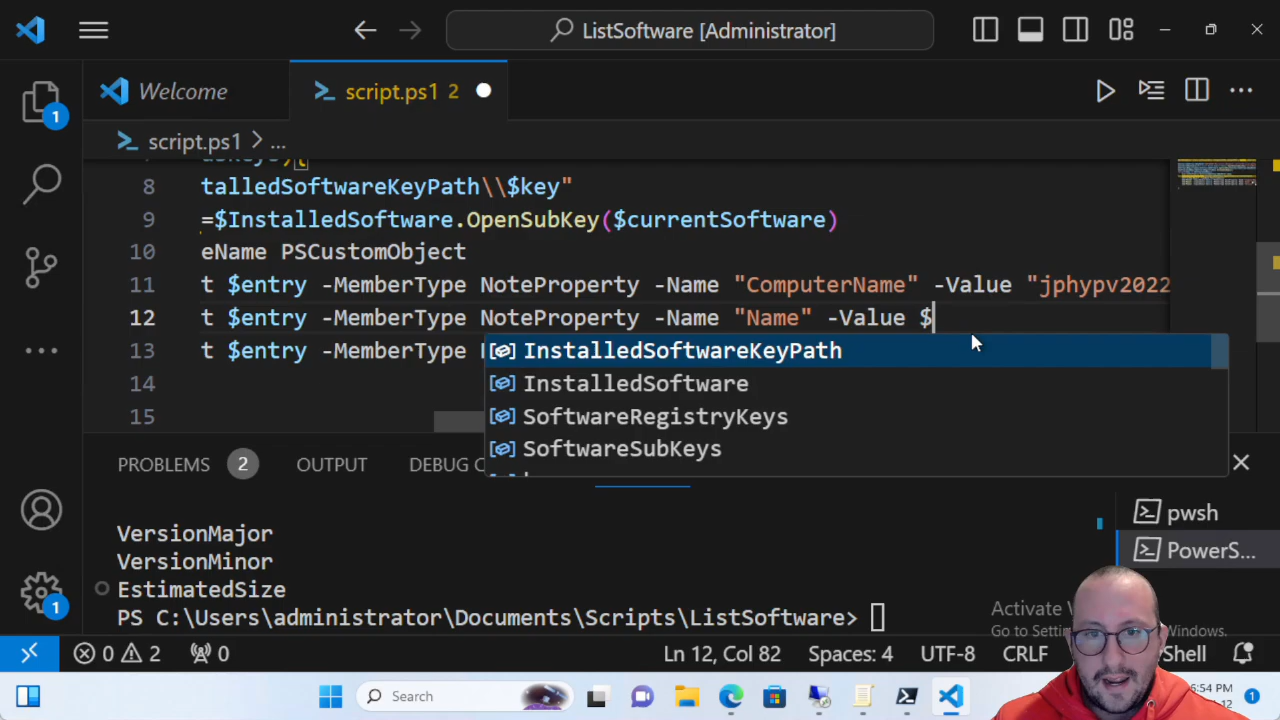 ListSoftware [Administrator]
Welcome
script.ps1 2
1
script.ps1 > ...
8 talledSoftwareKeyPath\\$key"
9 =$InstalledSoftware.OpenSubKey($currentSoftware)
10 eName PSCustomObject
11 t $entry -MemberType NoteProperty -Name "ComputerName" -Value "jphypv2022
12 t $entry -MemberType NoteProperty -Name "Name" -Value $
13 t $entry -MemberType
InstalledSoftwareKeyPath
InstalledSoftware
SoftwareRegistryKeys
SoftwareSubKeys
14
15
PROBLEMS 2 OUTPUT DEBUG C
VersionMajor
VersionMinor
EstimatedSize
PS C:\Users\administrator\Documents\Scripts\ListSoftware>
pwsh
PowerS...
1
0 2 0 Ln 12, Col 82 Spaces: 4 UTF-8 CRLF
Search
1